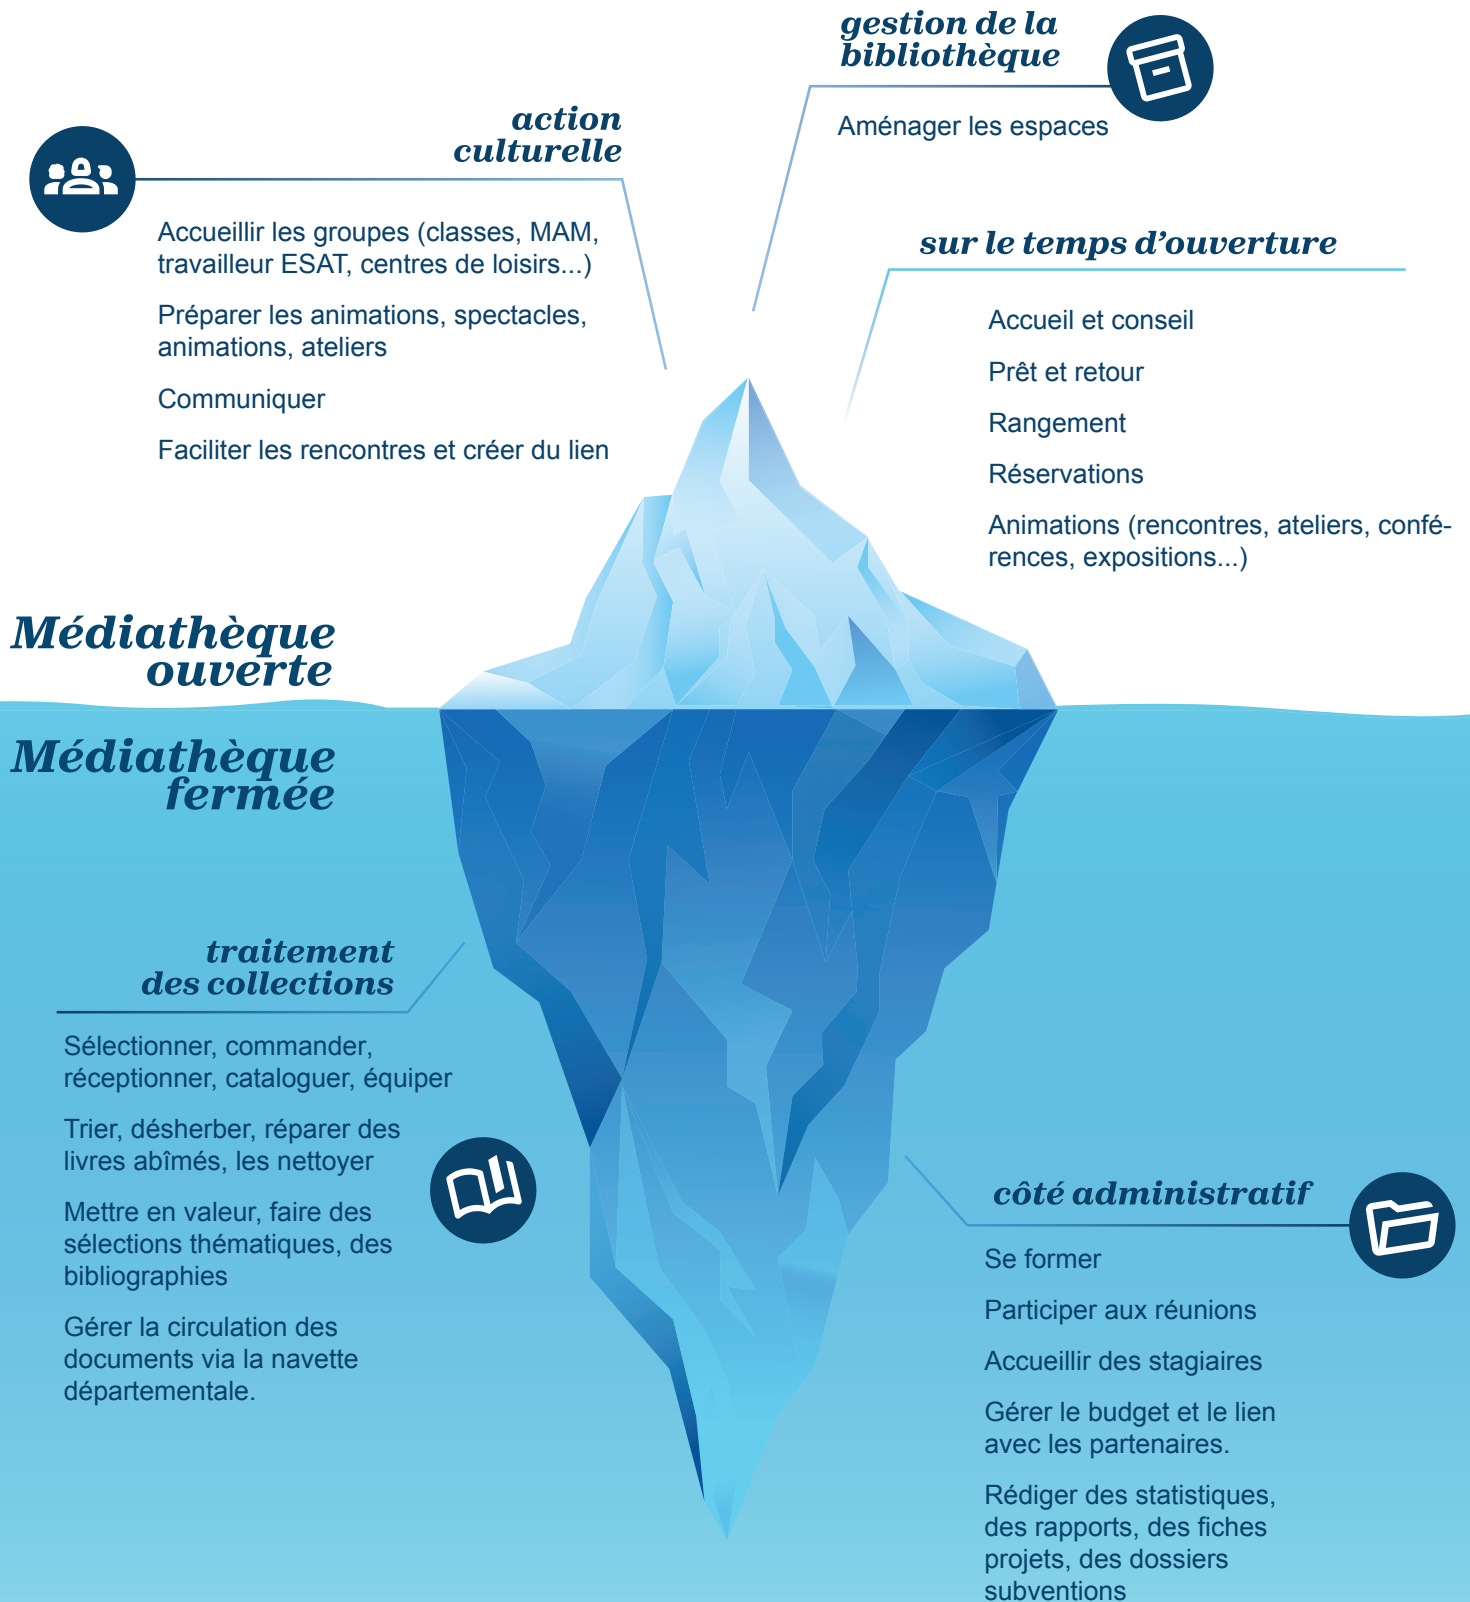 gestion de la
bibliothèque
Aménager les espaces
action
culturelle
Accueillir les groupes (classes, MAM,
travailleur ESAT, centres de loisirs...)
Préparer les animations, spectacles,
animations, ateliers
Communiquer
Faciliter les rencontres et créer du lien
sur le temps d’ouverture
Accueil et conseil
Prêt et retour
Rangement
Réservations
Animations (rencontres, ateliers, confé-
rences, expositions...)
Médiathèque
ouverte
Médiathèque
fermée
traitement
des collections
Sélectionner, commander,
réceptionner, cataloguer, équiper
Trier, désherber, réparer des
livres abîmés, les nettoyer
Mettre en valeur, faire des
sélections thématiques, des
bibliographies
Gérer la circulation des
documents via la navette
départementale.
côté administratif
Se former
Participer aux réunions
Accueillir des stagiaires
Gérer le budget et le lien
avec les partenaires.
Rédiger des statistiques,
des rapports, des fiches
projets, des dossiers
subventions